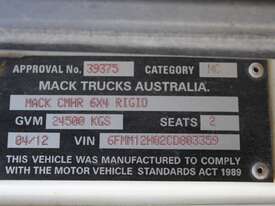 APPROVAL No. 39375 CATEGORY NC
MACK TRUCKS AUSTRALIA.
MACK CMHR 6X4 RIGID
GVM 24500 KGS SEATS 2
04/12 VIN 6FMM12H02CD803359
THIS VEHICLE WAS MANUFACTURED TO COMPLY
WITH THE MOTOR VEHICLE STANDARDS ACT 1989